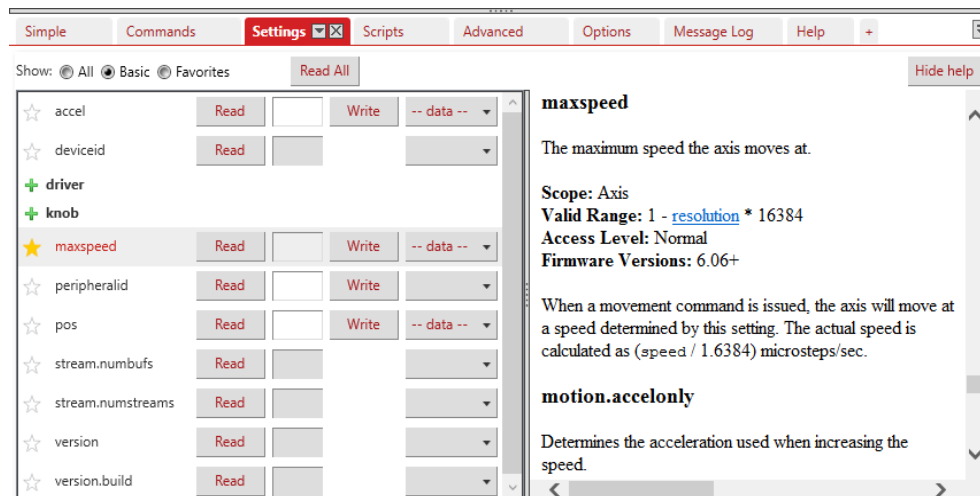 Simple Commands Settings Scripts Advanced Options Message Log Help +
Show: All Basic Favorites Read All Hide help
accel Read Write -- data --
deviceid Read
driver
knob
maxspeed Read Write -- data --
peripheralid Read Write
pos Read Write -- data --
stream.numbufs Read
stream.numstreams Read
version Read
version.build Read
maxspeed
The maximum speed the axis moves at.
Scope: Axis
Valid Range: 1 - resolution * 16384
Access Level: Normal
Firmware Versions: 6.06+
When a movement command is issued, the axis will move at
a speed determined by this setting. The actual speed is
calculated as (speed / 1.6384) microsteps/sec.
motion.accelonly
Determines the acceleration used when increasing the
speed.